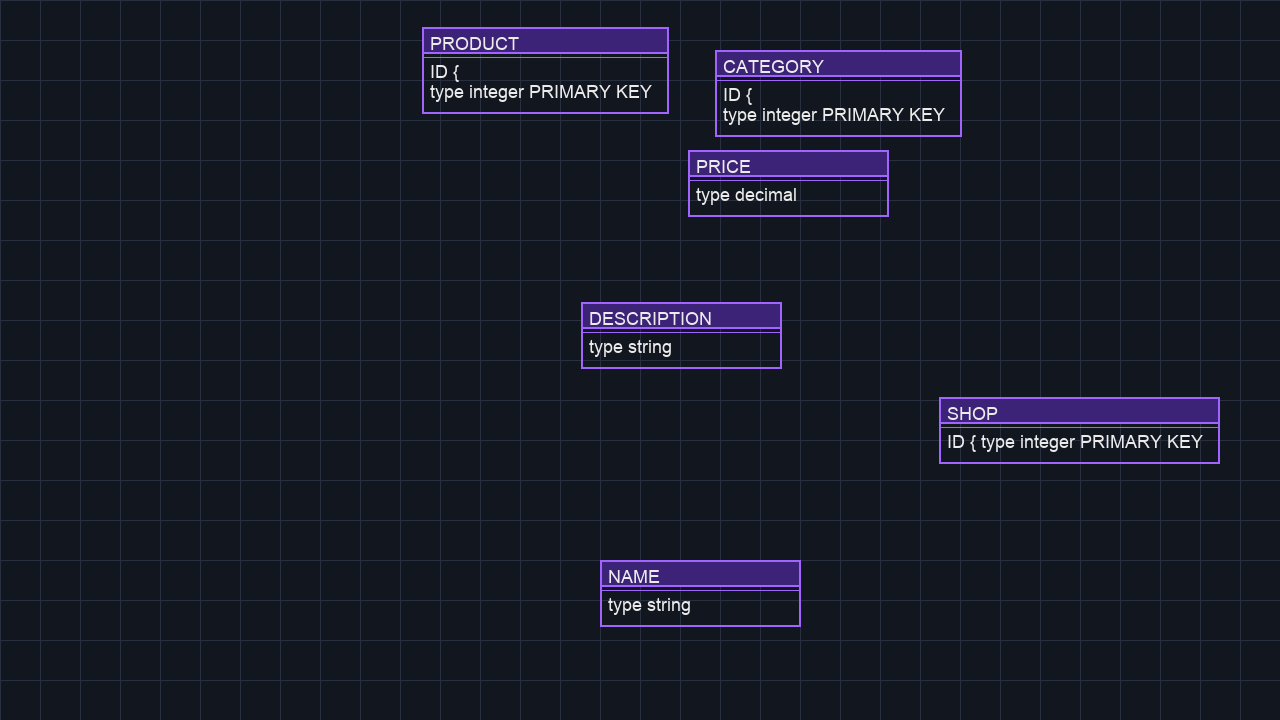 PRODUCT
ID {
type integer PRIMARY KEY
CATEGORY
ID {
type integer PRIMARY KEY
PRICE
type decimal
DESCRIPTION
type string
SHOP
ID { type integer PRIMARY KEY
NAME
type string